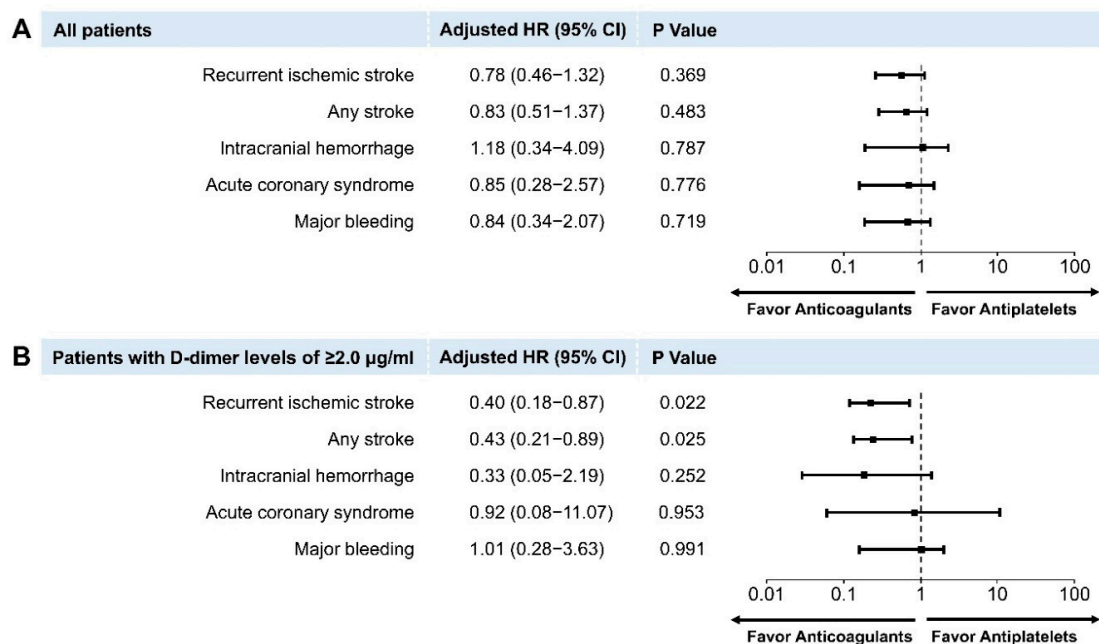 A All patients Adjusted HR (95% CI) P Value
Recurrent ischemic stroke 0.78 (0.46−1.32) 0.369
Any stroke 0.83 (0.51−1.37) 0.483
Intracranial hemorrhage 1.18 (0.34−4.09) 0.787
Acute coronary syndrome 0.85 (0.28−2.57) 0.776
Major bleeding 0.84 (0.34−2.07) 0.719
0.01 0.1 1 10 100
Favor Anticoagulants Favor Antiplatelets
B Patients with D-dimer levels of ≥2.0 μg/ml Adjusted HR (95% CI) P Value
Recurrent ischemic stroke 0.40 (0.18−0.87) 0.022
Any stroke 0.43 (0.21−0.89) 0.025
Intracranial hemorrhage 0.33 (0.05−2.19) 0.252
Acute coronary syndrome 0.92 (0.08−11.07) 0.953
Major bleeding 1.01 (0.28−3.63) 0.991
0.01 0.1 1 10 100
Favor Anticoagulants Favor Antiplatelets